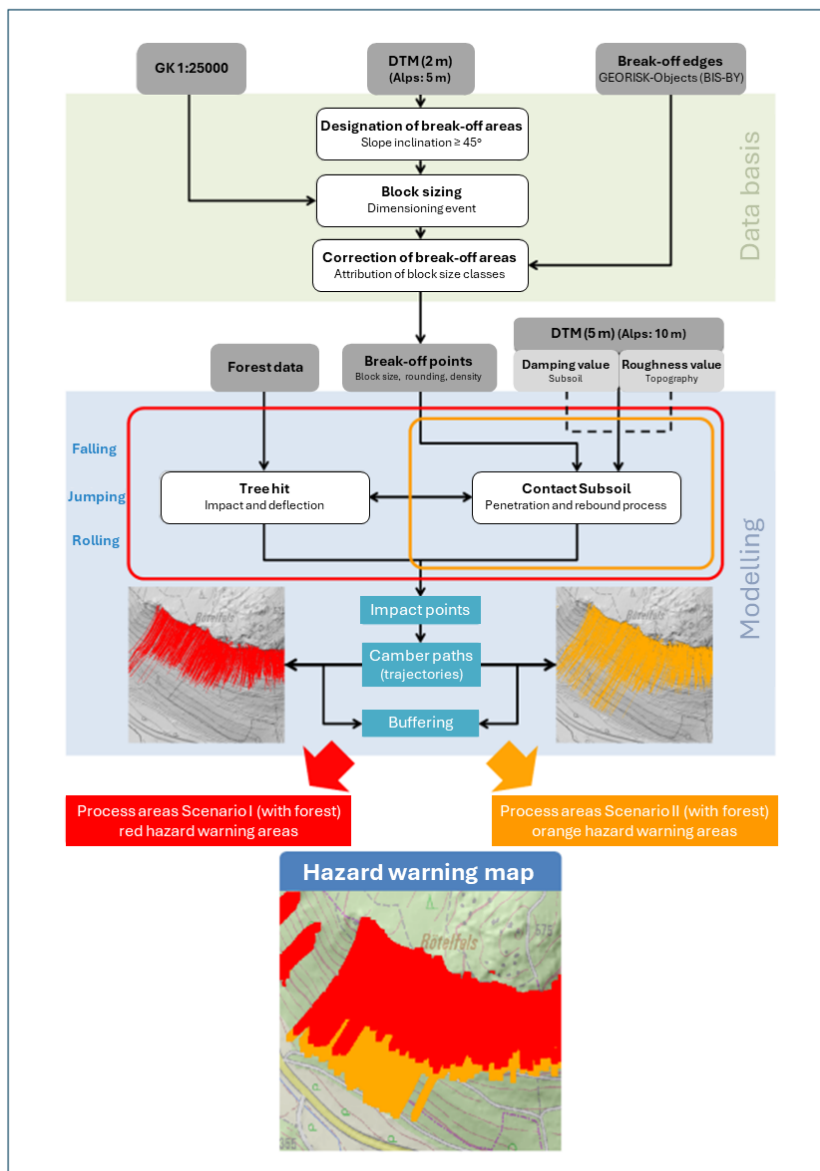 GK 1:25000
DTM (2 m)
(Alps: 5 m)
Break-off edges
GEORISK-Objects (BIS-BY)
Designation of break-off areas
Slope inclination ≥ 45°
Block sizing
Dimensioning event
Correction of break-off areas
Attribution of block size classes
Data basis
DTM (5 m) (Alps: 10 m)
Forest data
Break-off points
Block size, rounding, density
Damping value
Subsoil
Roughness value
Topography
Falling
Jumping
Rolling
Tree hit
Impact and deflection
Contact Subsoil
Penetration and rebound process
Modelling
Impact points
Camber paths
(trajectories)
Buffering
Rötelfels
Rötelfels
Process areas Scenario I (with forest)
red hazard warning areas
Process areas Scenario II (with forest)
orange hazard warning areas
Hazard warning map
Rötelfels
575
365